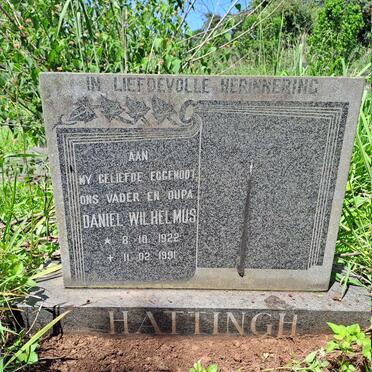 IN LIEFDEVOLLE HERINNERING
AAN
MY GELIEFDE EGGENOOT
ONS VADER EN OUPA
DANIEL WILHELMUS
* 8.10.1922
+ 11.02.1991
HATTINGH